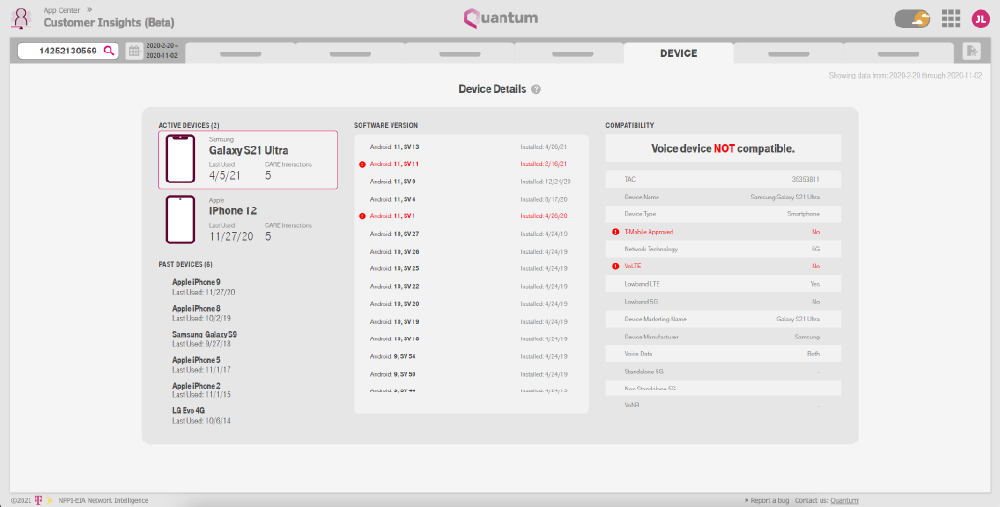 App Center »
Customer Insights (Beta)
Quantum
JL
14252130569
2020-2-20 -
2020-11-02
DEVICE
Showing data from: 2020-2-20 through 2020-11-02
Device Details ?
ACTIVE DEVICES (2)
Samsung
Galaxy S21 Ultra
Last Used
CARE Interactions
4/5/21
5
Apple
iPhone 12
Last Used
CARE Interactions
11/27/20
5
PAST DEVICES (6)
Apple iPhone 9
Last Used: 11/27/20
Apple iPhone 8
Last Used: 10/2/19
Samsung Galaxy S9
Last Used: 9/27/18
Apple iPhone 5
Last Used: 11/1/17
Apple iPhone 2
Last Used: 11/1/15
LG Evo 4G
Last Used: 10/6/14
SOFTWARE VERSION
Android 11, SV 13 Installed: 4/26/21
Android 11, SV 11 Installed: 2/16/21
Android 11, SV 9 Installed: 12/24/20
Android 11, SV 4 Installed: 8/17/20
Android 11, SV 1 Installed: 4/26/20
Android 10, SV 27 Installed: 4/24/19
Android 10, SV 26 Installed: 4/24/19
Android 10, SV 25 Installed: 4/24/19
Android 10, SV 22 Installed: 4/24/19
Android 10, SV 20 Installed: 4/24/19
Android 10, SV 19 Installed: 4/24/19
Android 10, SV 18 Installed: 4/24/19
Android 9, SV 54 Installed: 4/24/19
Android 9, SV 50 Installed: 4/24/19
COMPATIBILITY
Voice device NOT compatible.
TAC 35353811
Device Name Samsung Galaxy S21 Ultra
Device Type Smartphone
T-Mobile Approved No
Network Technology 5G
VoLTE No
Lowband LTE Yes
Lowband 5G No
Device Marketing Name Galaxy S21 Ultra
Device Manufacturer Samsung
Voice Data Both
Standalone 5G -
Non Standalone 5G
VoNR -
©2021 T NPPI-EIA Network Intelligence
Report a bug Contact us: Quantum